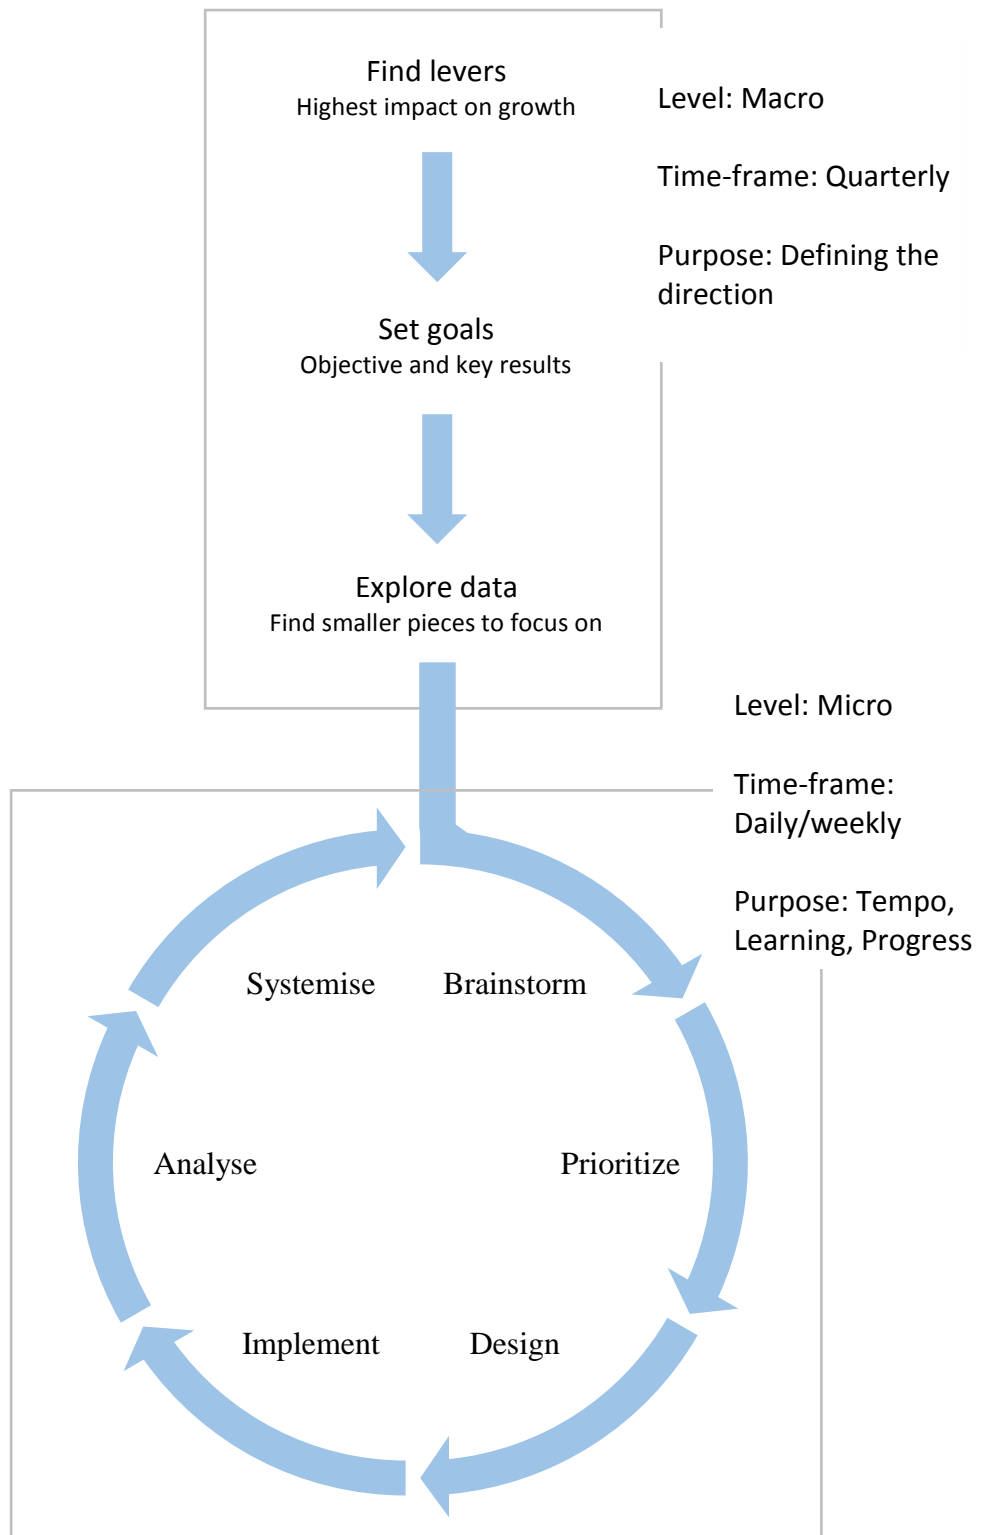 Find levers
Highest impact on growth
Level: Macro
Time-frame: Quarterly
Purpose: Defining the
direction
Set goals
Objective and key results
Explore data
Find smaller pieces to focus on
Level: Micro
Time-frame:
Daily/weekly
Purpose: Tempo,
Learning, Progress
Systemise
Brainstorm
Analyse
Prioritize
Implement
Design